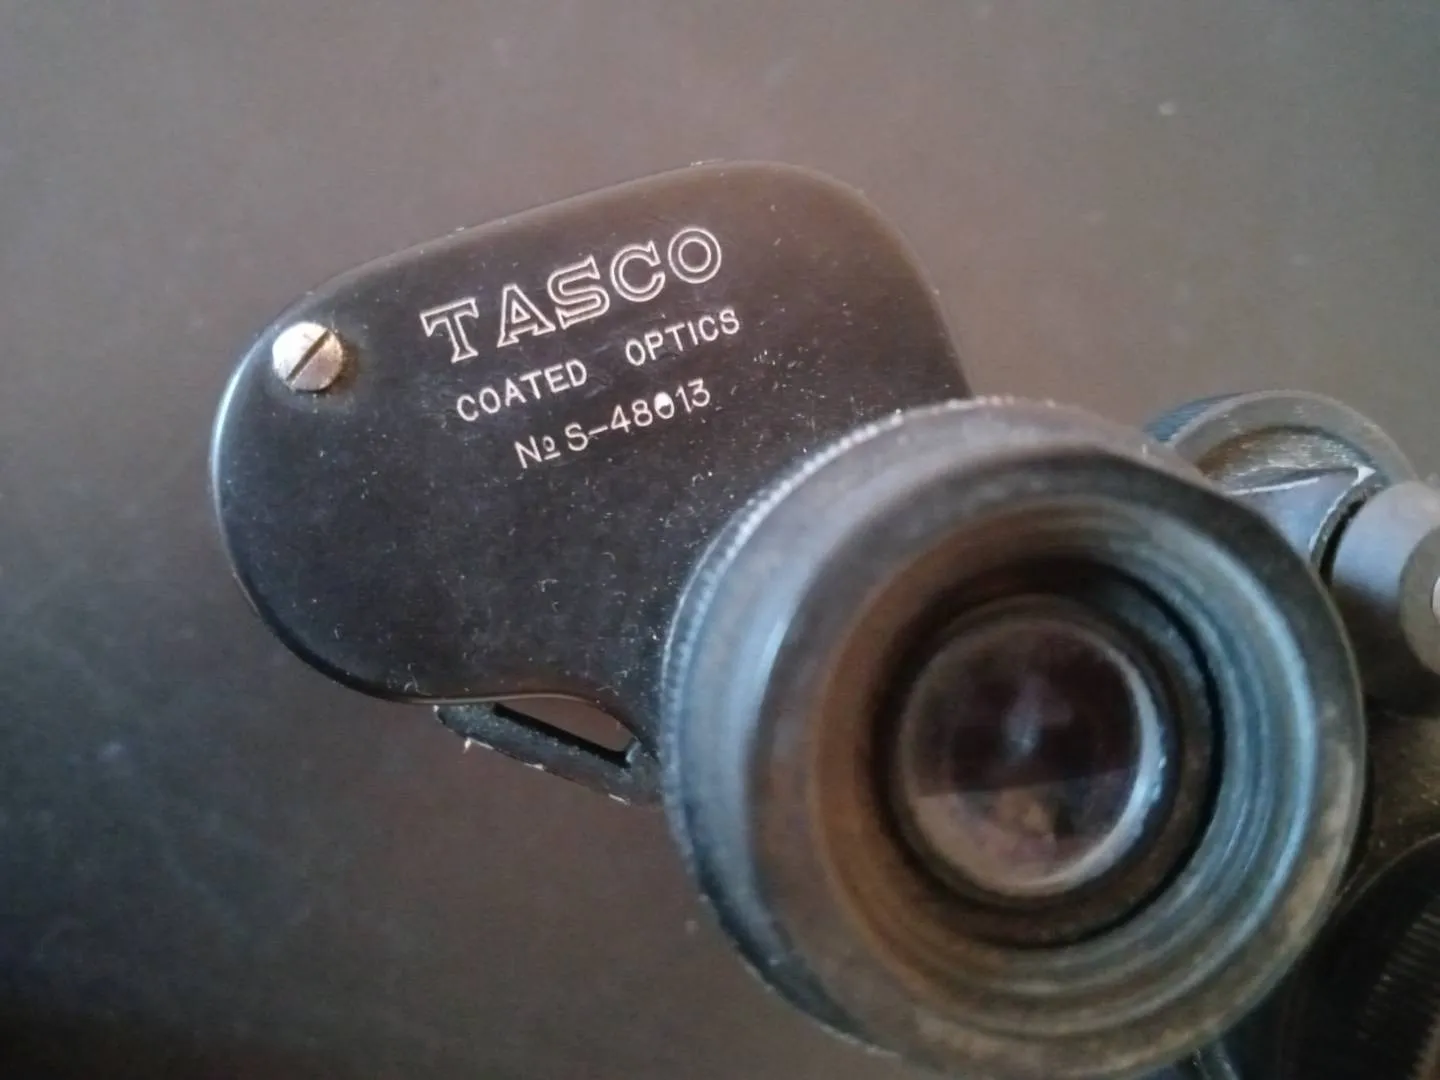 TASCO
COATED OPTICS
№ S-48013